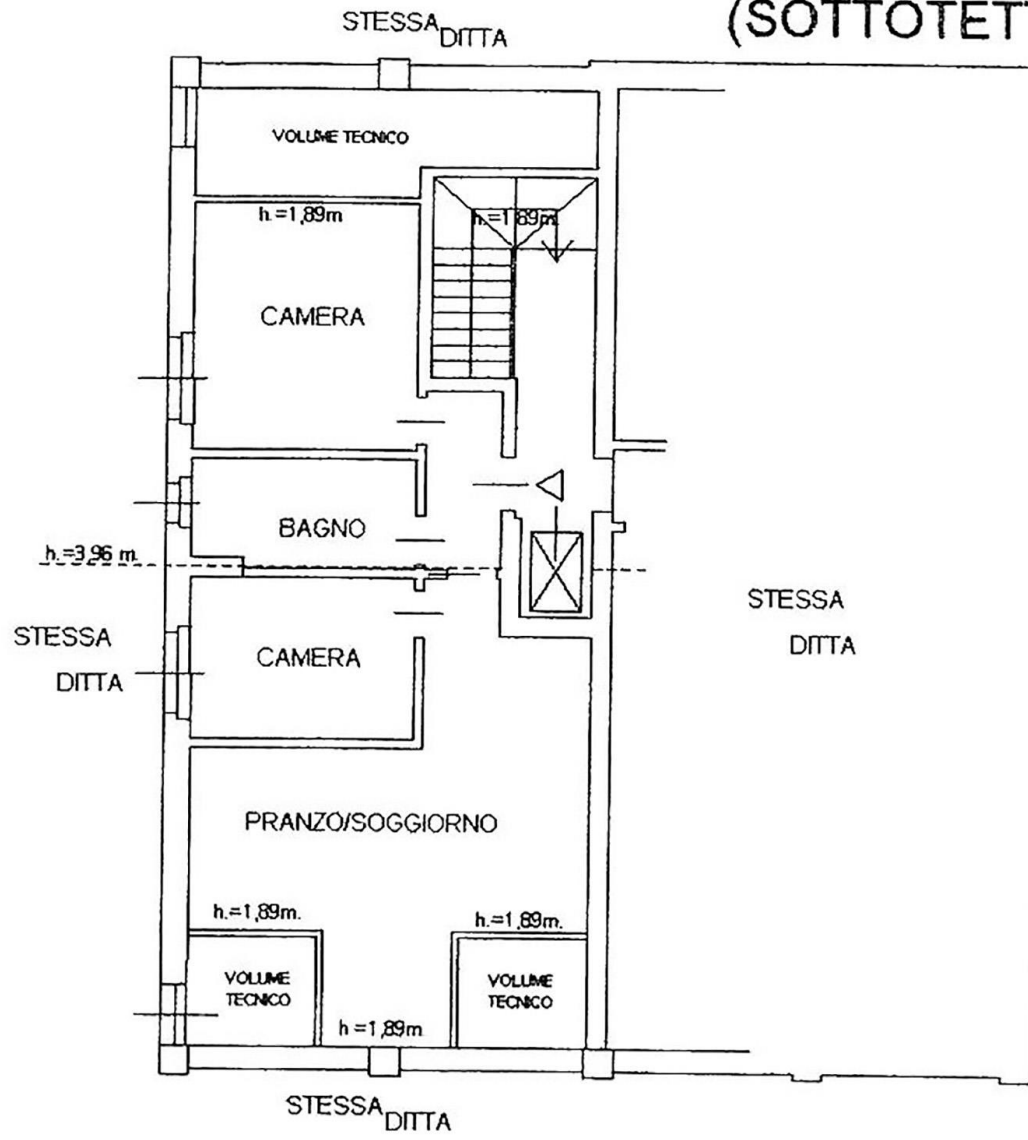 (SOTTOTETT
STESSA
DITTA
VOLUME TECNICO
h.=1,89m
h.=1,89m
CAMERA
BAGNO
h.=3,96 m.
STESSA
DITTA
CAMERA
STESSA
DITTA
PRANZO/SOGGIORNO
h.=1,89m.
h.=1,89m.
VOLUME
TECNICO
VOLUME
TECNICO
h =1,89m
STESSA
DITTA